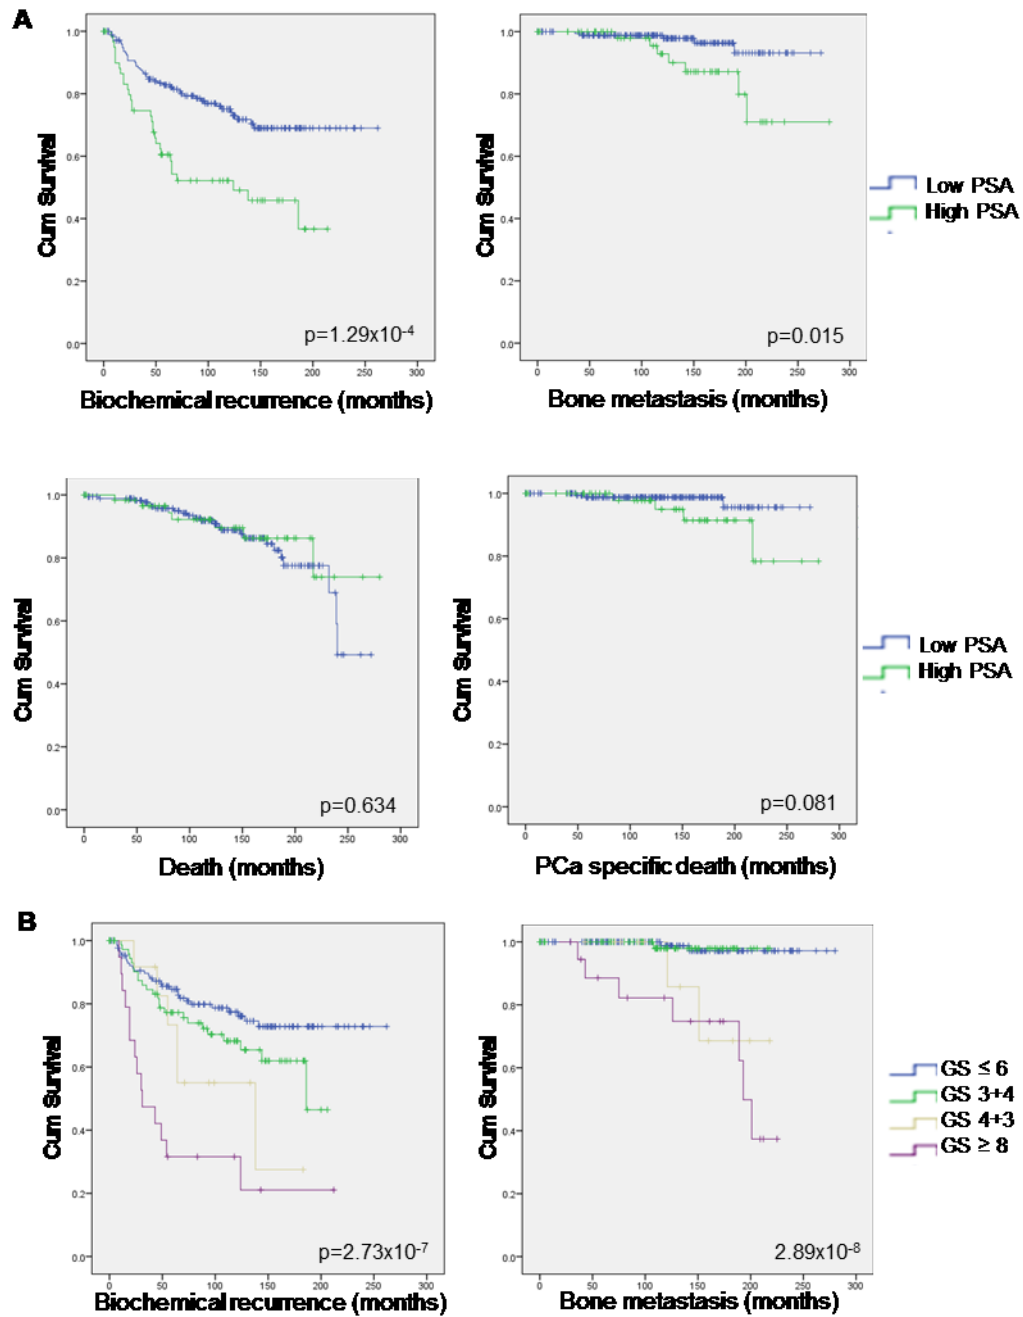 A
Cum Survival
1.0
0.8
0.6
0.4
0.2
0.0
p=1.29x10⁻⁴
0 50 100 150 200 250 300
Biochemical recurrence (months)
Cum Survival
1.0
0.8
0.6
0.4
0.2
0.0
p=0.015
0 50 100 150 200 250 300
Bone metastasis (months)
Low PSA
High PSA
Cum Survival
1.0
0.8
0.6
0.4
0.2
0.0
p=0.634
0 50 100 150 200 250 300
Death (months)
Cum Survival
1.0
0.8
0.6
0.4
0.2
0.0
p=0.081
0 50 100 150 200 250 300
PCa specific death (months)
Low PSA
High PSA
B
Cum Survival
1.0
0.8
0.6
0.4
0.2
0.0
p=2.73x10⁻⁷
0 50 100 150 200 250 300
Biochemical recurrence (months)
Cum Survival
1.0
0.8
0.6
0.4
0.2
0.0
2.89x10⁻⁸
0 50 100 150 200 250 300
Bone metastasis (months)
GS ≤ 6
GS 3+4
GS 4+3
GS ≥ 8